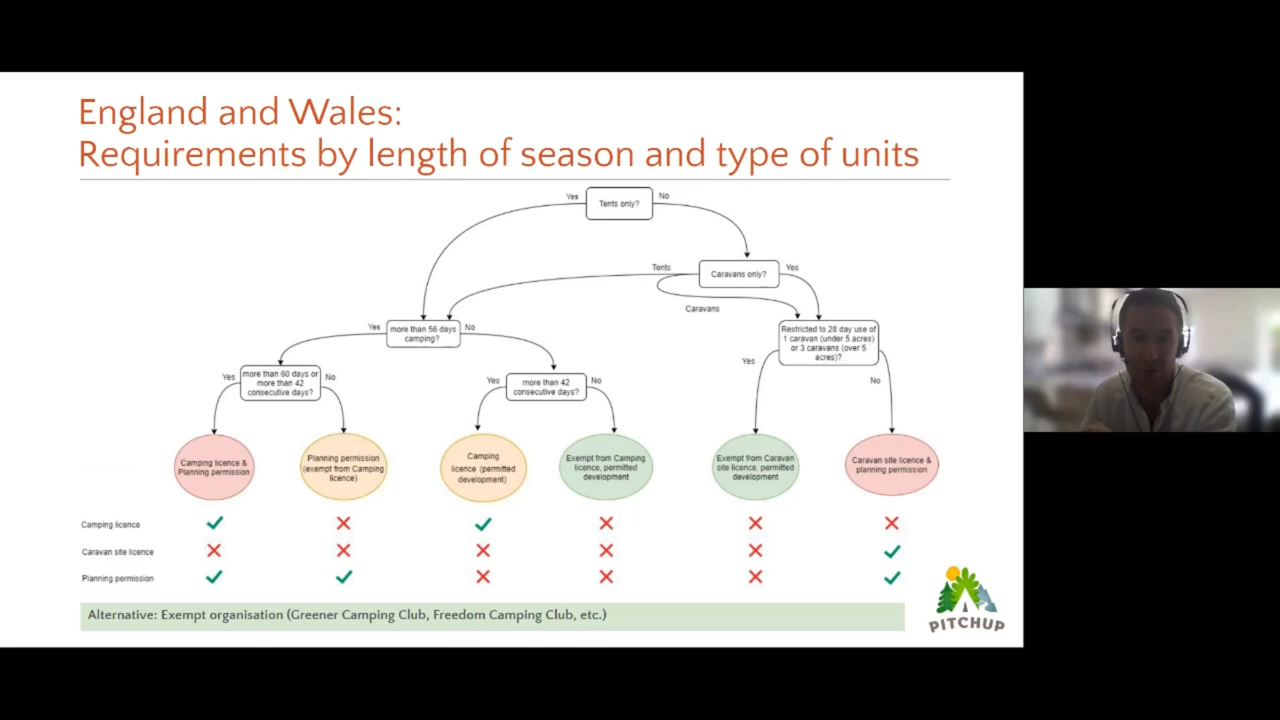 England and Wales:
Requirements by length of season and type of units
Yes
Tents only?
No
Tents
Caravans only?
Yes
Caravans
Yes
more than 56 days
camping?
No
Restricted to 28 day use of
1 caravan (under 5 acres)
or 3 caravans (over 5
acres)?
Yes
No
Yes
more than 60 days or
more than 42
consecutive days?
No
Yes
more than 42
consecutive days?
No
Camping licence &
Planning permission
Planning permission
(exempt from Camping
licence)
Camping
licence (permitted
development)
Exempt from Camping
licence, permitted
development
Exempt from Caravan
site licence, permitted
development
Caravan site licence &
planning permission
Camping licence
Caravan site licence
Planning permission
Alternative: Exempt organisation (Greener Camping Club, Freedom Camping Club, etc.)
PITCHUP